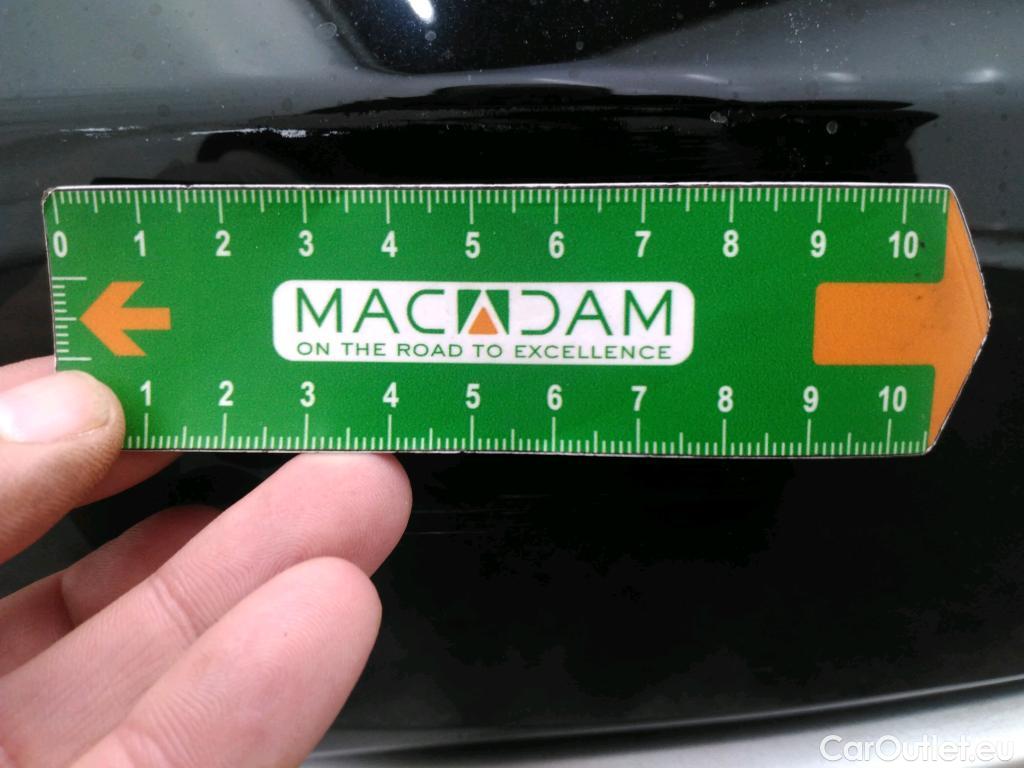 0 1 2 3 4 5 6 7 8 9 10
MACADAM
ON THE ROAD TO EXCELLENCE
1 2 3 4 5 6 7 8 9 10
CarOutlet.eu